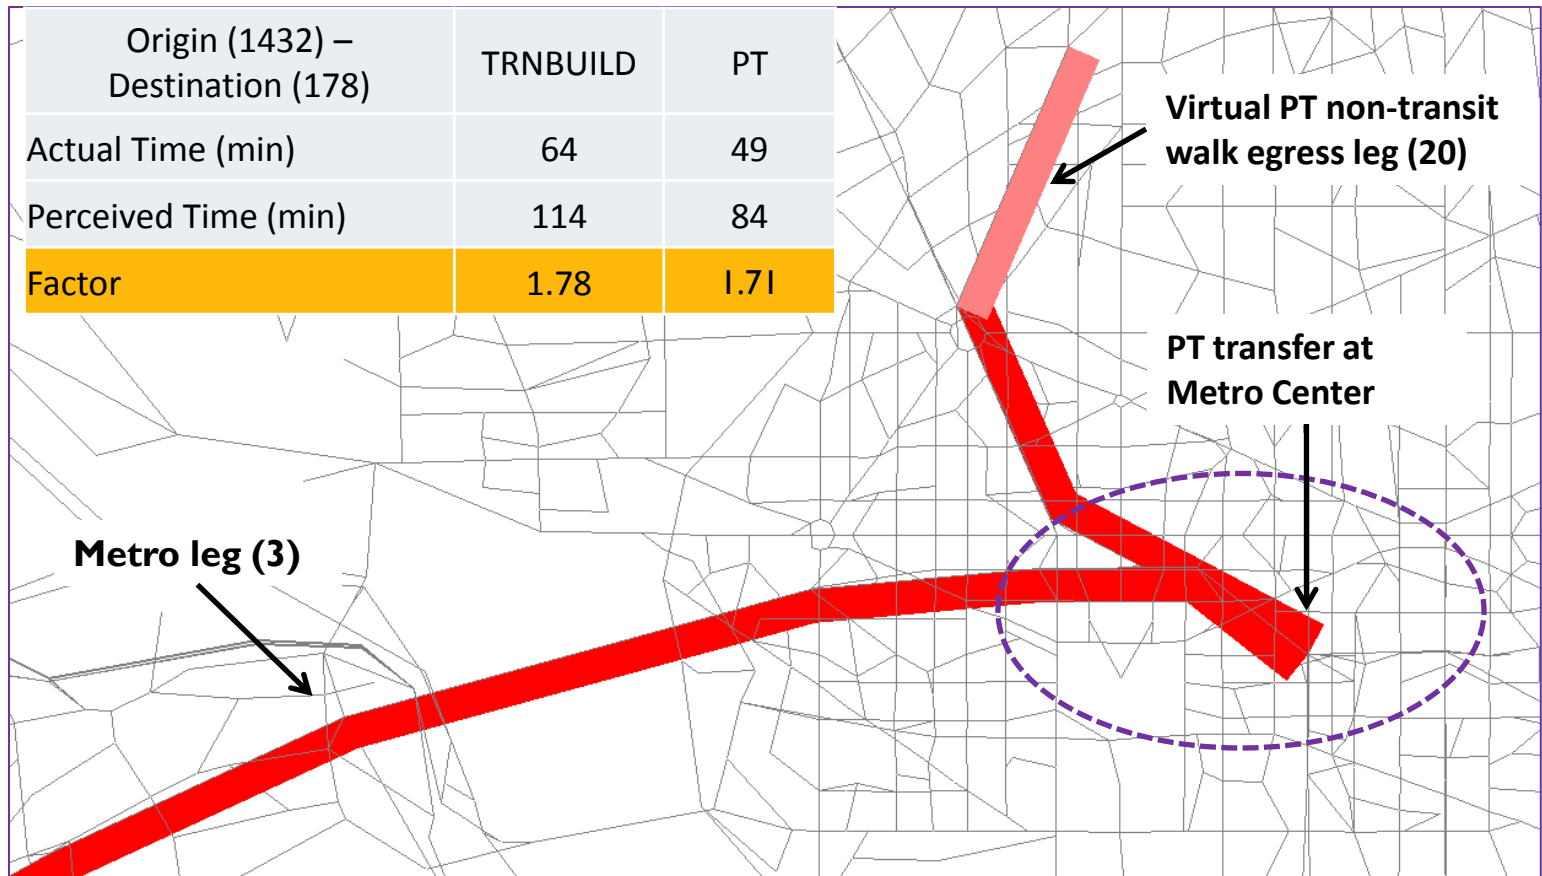 Origin (1432) –
Destination (178)
TRNBUILD
PT
Actual Time (min)
64
49
Perceived Time (min)
114
84
Factor
1.78
1.71
Virtual PT non-transit
walk egress leg (20)
PT transfer at
Metro Center
Metro leg (3)